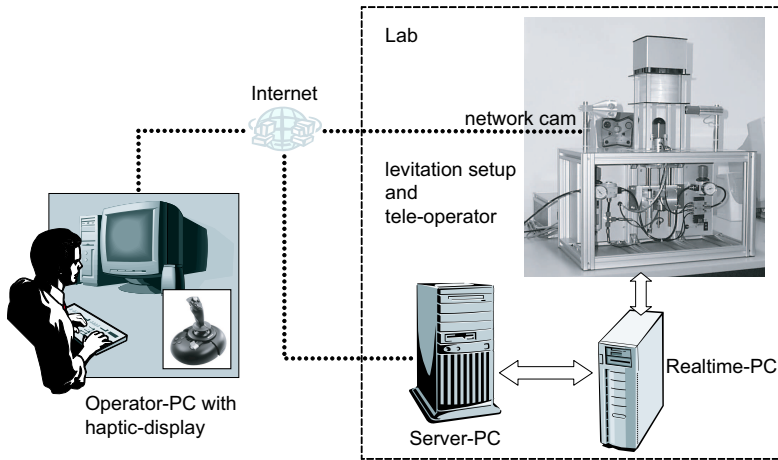 Lab
Internet
network cam
levitation setup
and
tele-operator
Realtime-PC
Operator-PC with
haptic-display
Server-PC